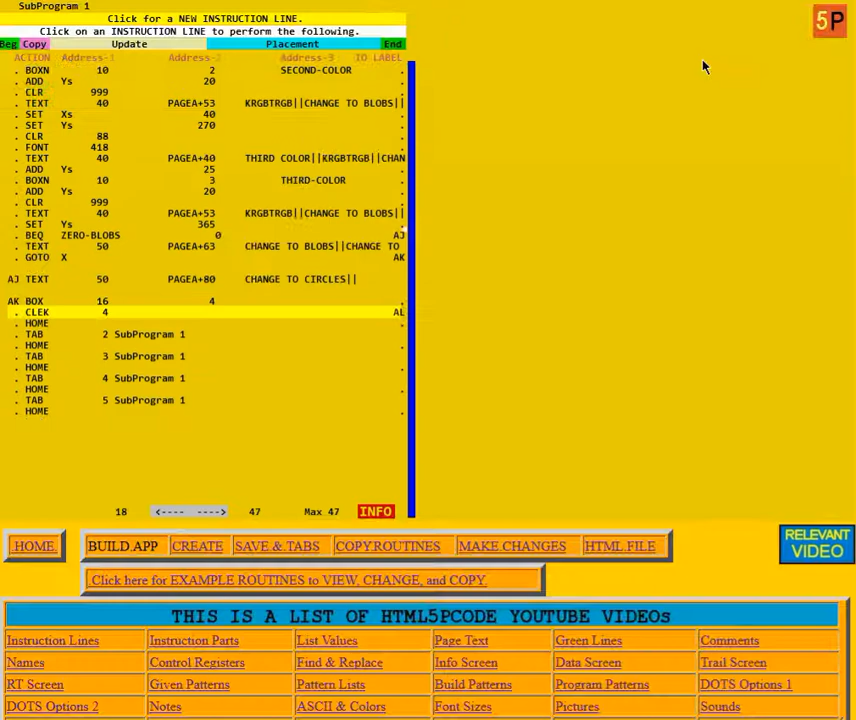 SubProgram 1
5P
Click for a NEW INSTRUCTION LINE.
Click on an INSTRUCTION LINE to perform the following.
Beg Copy Update Placement End
ACTION Address-1 Address-2 Address-3 IO LABEL
. BOXN 10 2 SECOND-COLOR .
. ADD Ys 20 .
. CLR 999 .
. TEXT 40 PAGEA+53 KRGBTRGB||CHANGE TO BLOBS||
. SET Xs 40 .
. SET Ys 270 .
. CLR 88 .
. FONT 418 .
. TEXT 40 PAGEA+40 THIRD COLOR||KRGBTRGB||CHAN
. ADD Ys 25 .
. BOXN 10 3 THIRD-COLOR .
. ADD Ys 20 .
. CLR 999 .
. TEXT 40 PAGEA+53 KRGBTRGB||CHANGE TO BLOBS||
. SET Ys 365 .
. BEQ ZERO-BLOBS 0 AJ
. TEXT 50 PAGEA+63 CHANGE TO BLOBS||CHANGE TO
. GOTO X AK
AJ TEXT 50 PAGEA+80 CHANGE TO CIRCLES||
AK BOX 16 4 .
. CLEK 4 AL
. HOME .
. TAB 2 SubProgram 1
. HOME .
. TAB 3 SubProgram 1
. HOME .
. TAB 4 SubProgram 1
. HOME .
. TAB 5 SubProgram 1
. HOME .
18 <---- ----> 47 Max 47 INFO
HOME BUILD.APP CREATE SAVE & TABS COPY.ROUTINES MAKE.CHANGES HTML.FILE
RELEVANT
VIDEO
Click here for EXAMPLE ROUTINES to VIEW, CHANGE, and COPY.
THIS IS A LIST OF HTML5PCODE YOUTUBE VIDEOs
Instruction Lines Instruction Parts List Values Page Text Green Lines Comments
Names Control Registers Find & Replace Info Screen Data Screen Trail Screen
RT Screen Given Patterns Pattern Lists Build Patterns Program Patterns DOTS Options 1
DOTS Options 2 Notes ASCII & Colors Font Sizes Pictures Sounds